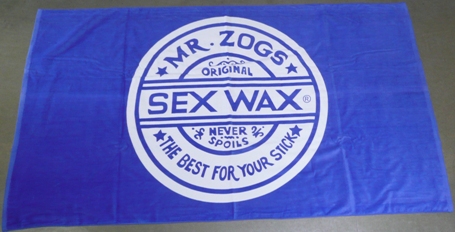 MR. ZOGS
ORIGINAL
SEX WAX®
NEVER
SPOILS
THE BEST FOR YOUR STICK